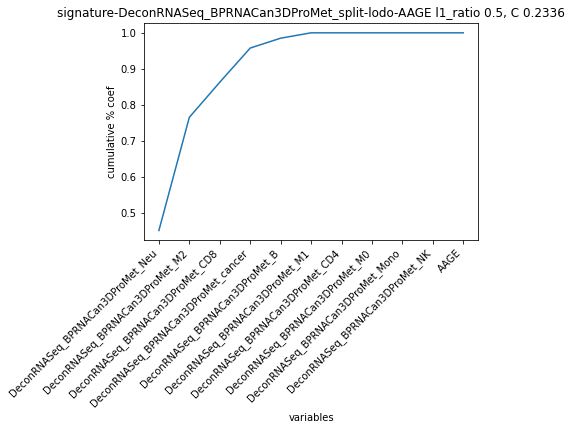 signature-DeconRNASeq_BPRNACan3DProMet_split-lodo-AAGE l1_ratio 0.5, C 0.2336
1.0
0.9
0.8
0.7
0.6
0.5
cumulative % coef
DeconRNASeq_BPRNACan3DProMet_Neu
DeconRNASeq_BPRNACan3DProMet_M2
DeconRNASeq_BPRNACan3DProMet_CD8
DeconRNASeq_BPRNACan3DProMet_cancer
DeconRNASeq_BPRNACan3DProMet_B
DeconRNASeq_BPRNACan3DProMet_M1
DeconRNASeq_BPRNACan3DProMet_CD4
DeconRNASeq_BPRNACan3DProMet_M0
DeconRNASeq_BPRNACan3DProMet_Mono
DeconRNASeq_BPRNACan3DProMet_NK
AAGE
variables